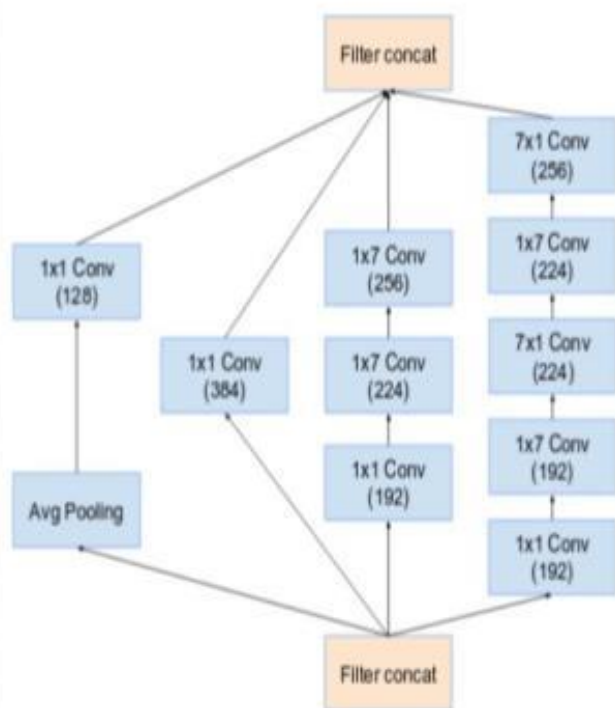 Filter concat
7x1 Conv
(256)
1x1 Conv
(128)
1x7 Conv
(256)
1x7 Conv
(224)
1x1 Conv
(384)
1x7 Conv
(224)
7x1 Conv
(224)
Avg Pooling
1x1 Conv
(192)
1x7 Conv
(192)
1x1 Conv
(192)
Filter concat